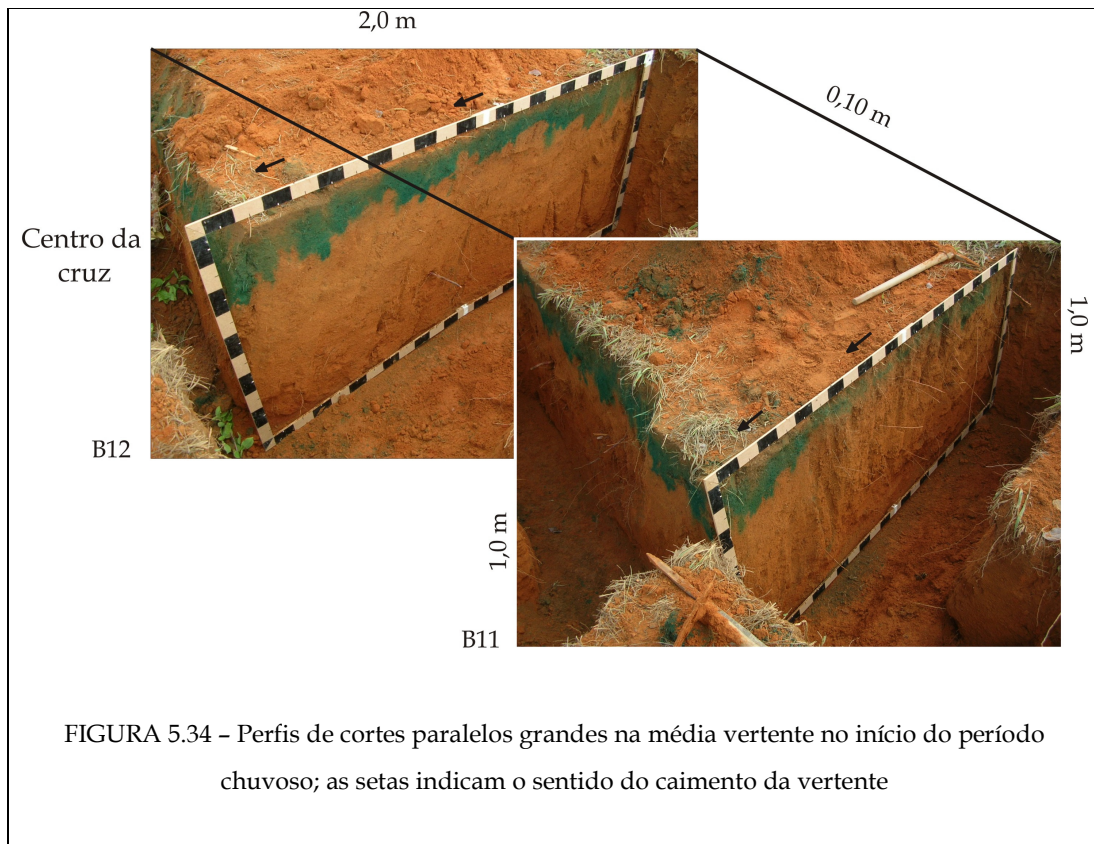 2,0 m
0,10 m
Centro da
cruz
1,0 m
B12
1,0 m
B11
FIGURA 5.34 – Perfis de cortes paralelos grandes na média vertente no início do período
chuvoso; as setas indicam o sentido do caimento da vertente